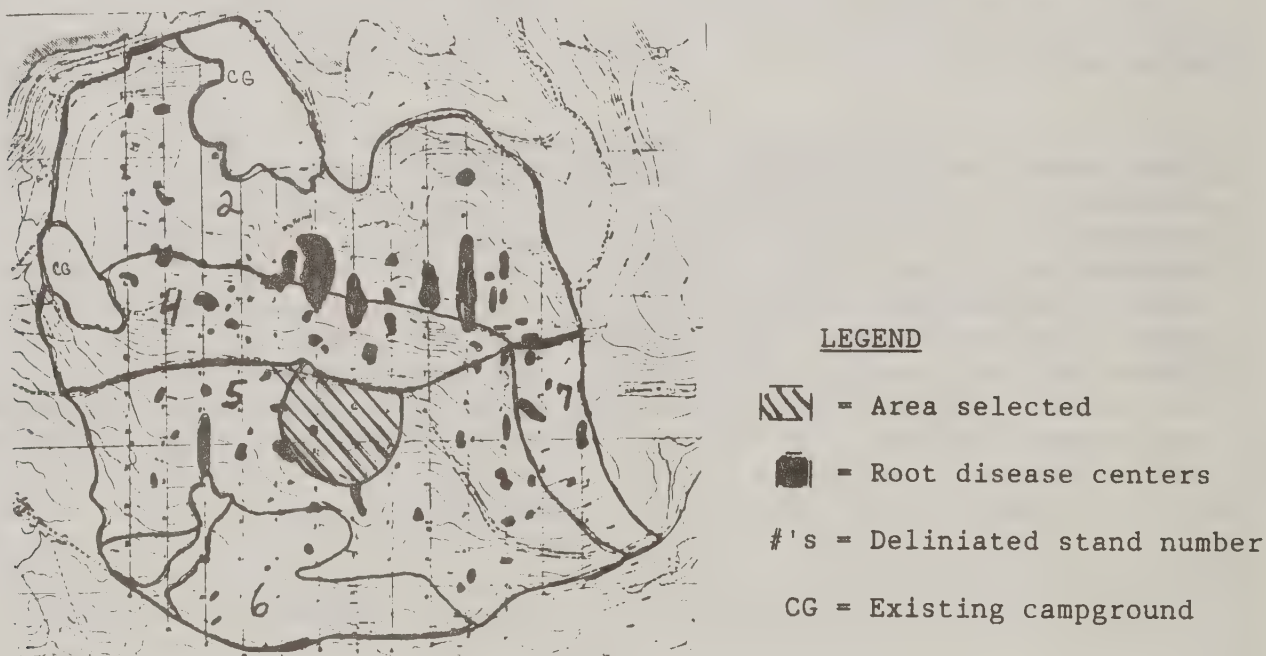 CG
2
CG
4
5
7
6
LEGEND
= Area selected
= Root disease centers
#'s = Deliniated stand number
CG = Existing campground